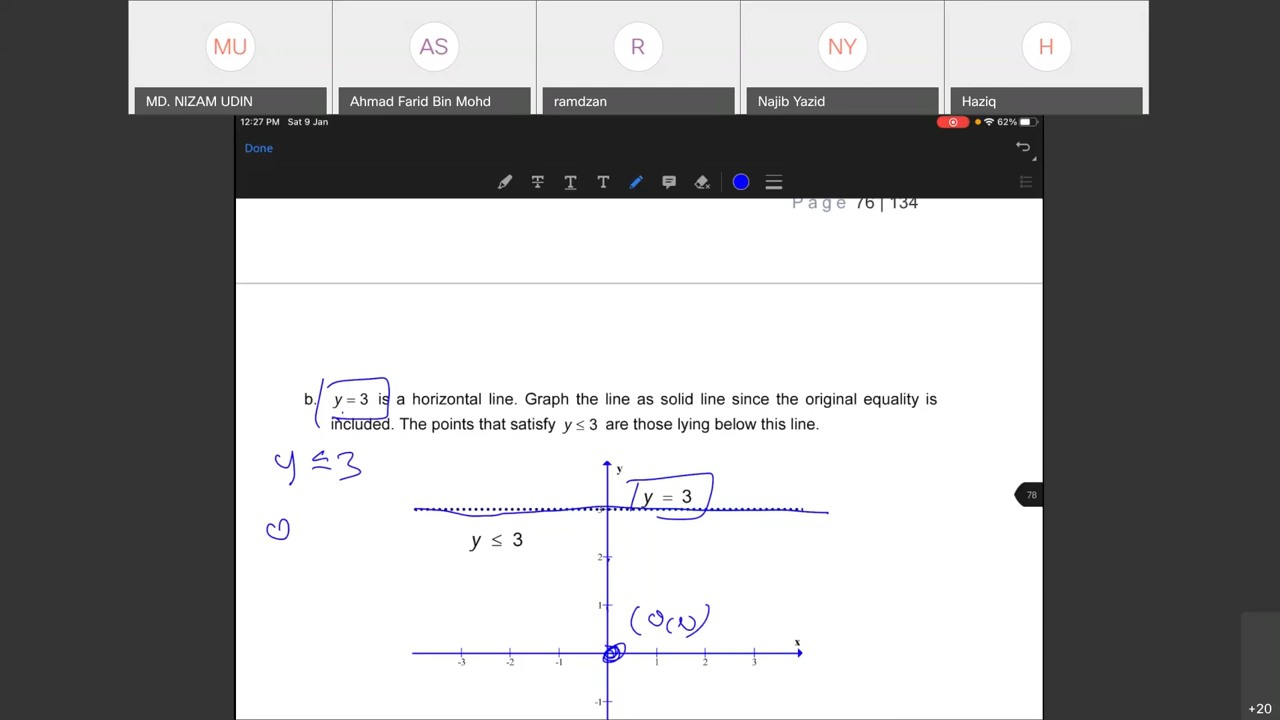 MU AS R NY H
MD. NIZAM UDIN Ahmad Farid Bin Mohd ramdzan Najib Yazid Haziq
12:27 PM Sat 9 Jan 62%
Done
T T T
Page 76 | 134
b. y = 3 is a horizontal line. Graph the line as solid line since the original equality is
included. The points that satisfy y ≤ 3 are those lying below this line.
y ≤ 3
y
y = 3
3
y ≤ 3
2
1
x
-3 -2 -1 1 2 3
-1
78
+20